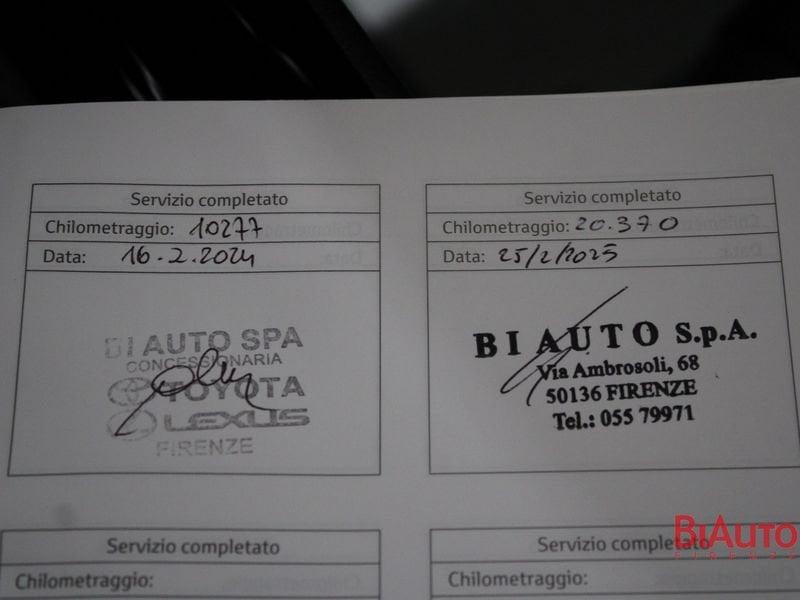 Servizio completato
Chilometraggio: 10277
Data: 16.2.2024
BI AUTO SPA
CONCESSIONARIA
TOYOTA
LEXUS
FIRENZE
Servizio completato
Chilometraggio: 20.370
Data: 25/2/2025
BI AUTO S.p.A.
Via Ambrosoli, 68
50136 FIRENZE
Tel.: 055 79971
Servizio completato
Chilometraggio:
Servizio completato
Chilometraggio:
BIAUTO
FIRENZE